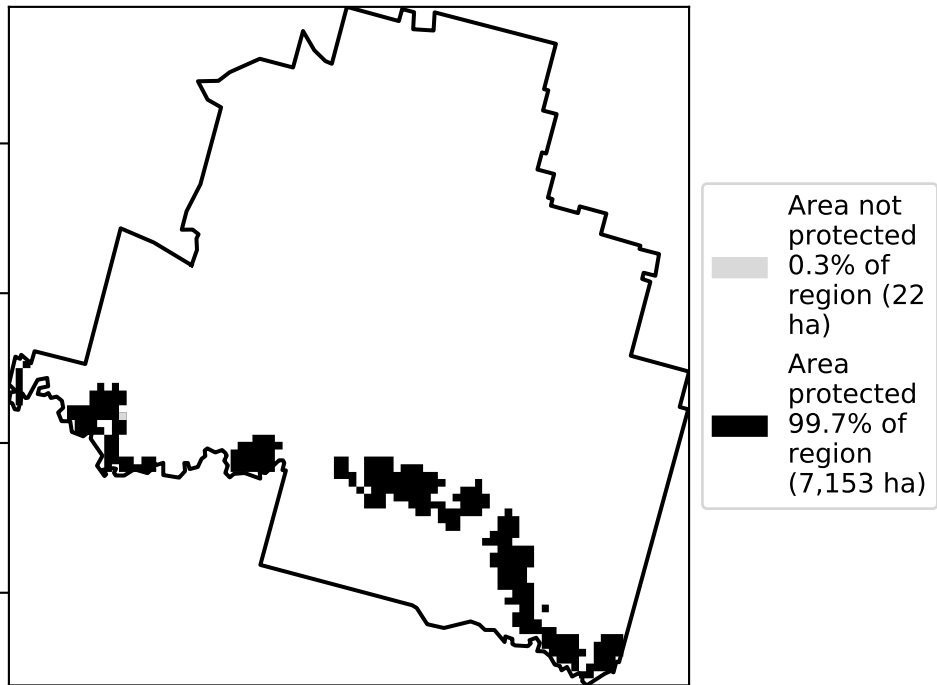 Area not
protected
0.3% of
region (22
ha)
Area
protected
99.7% of
region
(7,153 ha)